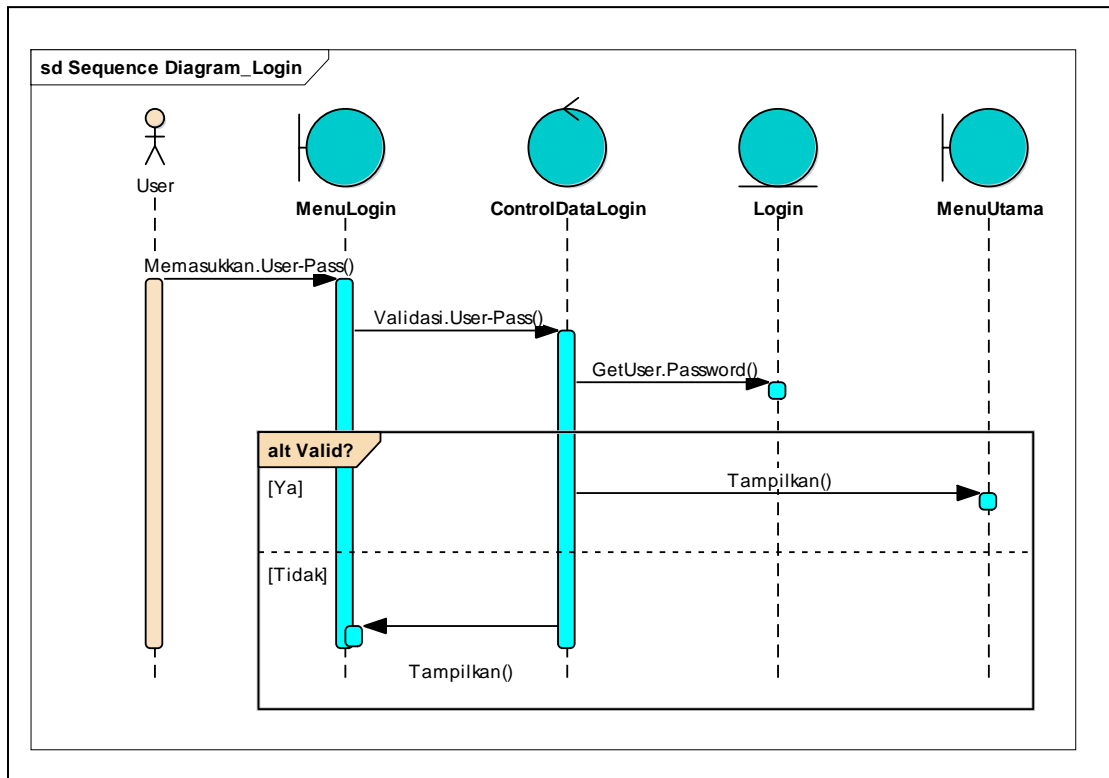 sd Sequence Diagram_Login
User
MenuLogin
ControlDataLogin
Login
MenuUtama
Memasukkan.User-Pass()
Validasi.User-Pass()
GetUser.Password()
alt Valid?
[Ya]
Tampilkan()
[Tidak]
Tampilkan()